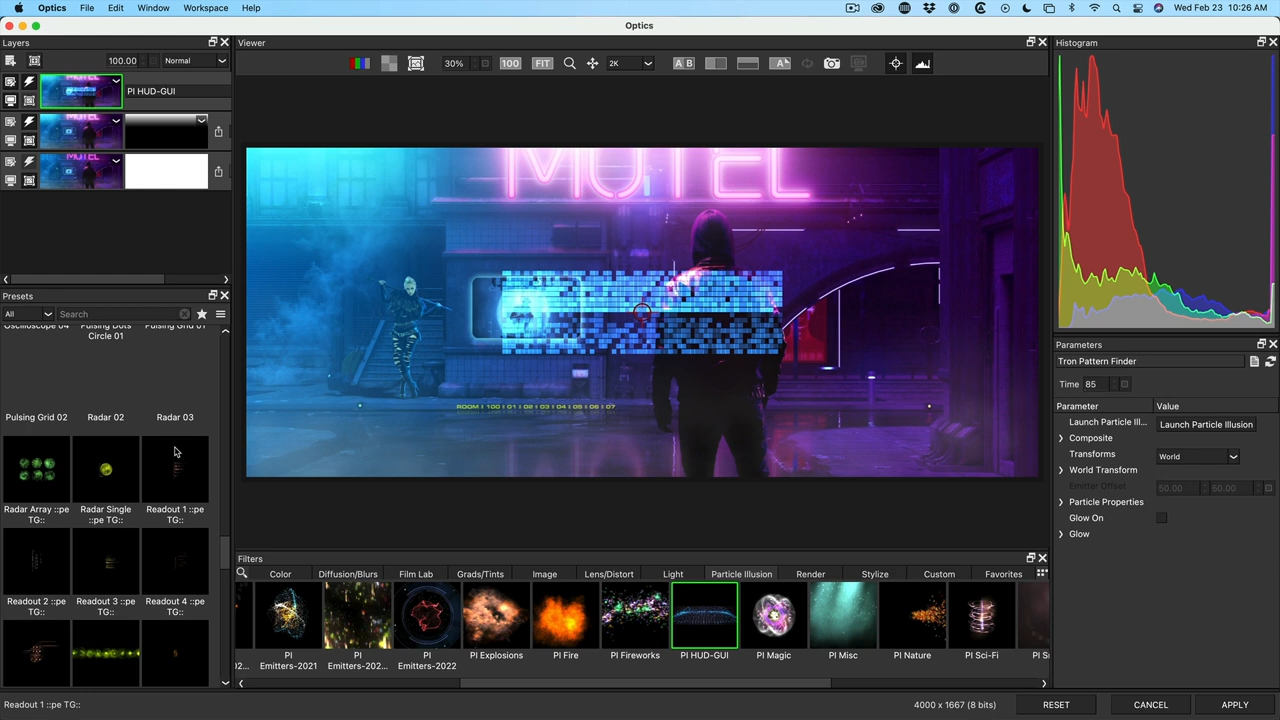 Optics File Edit Window Workspace Help Wed Feb 23 10:26 AM
Optics
Layers
100.00 Normal
PI HUD-GUI
Presets
All Search
Oscilloscope 04 Pulsing Dots Circle 01 Pulsing Grid 01
Pulsing Grid 02 Radar 02 Radar 03
Radar Array ::pe TG:: Radar Single ::pe TG:: Readout 1 ::pe TG::
Readout 2 ::pe TG:: Readout 3 ::pe TG:: Readout 4 ::pe TG::
Viewer
30% 100 FIT 2K A B A
MOTEL
ROOM | 100 | 01 | 02 | 03 | 04 | 05 | 06 | 07
Filters
Color Diffusion/Blurs Film Lab Grads/Tints Image Lens/Distort Light Particle Illusion Render Stylize Custom Favorites
PI Emitters-2021 PI Emitters-202... PI Emitters-2022 PI Explosions PI Fire PI Fireworks PI HUD-GUI PI Magic PI Misc PI Nature PI Sci-Fi
Histogram
Parameters
Tron Pattern Finder
Time 85
Parameter Value
Launch Particle Ill... Launch Particle Illusion
Composite
Transforms World
World Transform
Emitter Offset 50.00 50.00
Particle Properties
Glow On
Glow
Readout 1 ::pe TG:: 4000 x 1667 (8 bits) RESET CANCEL APPLY